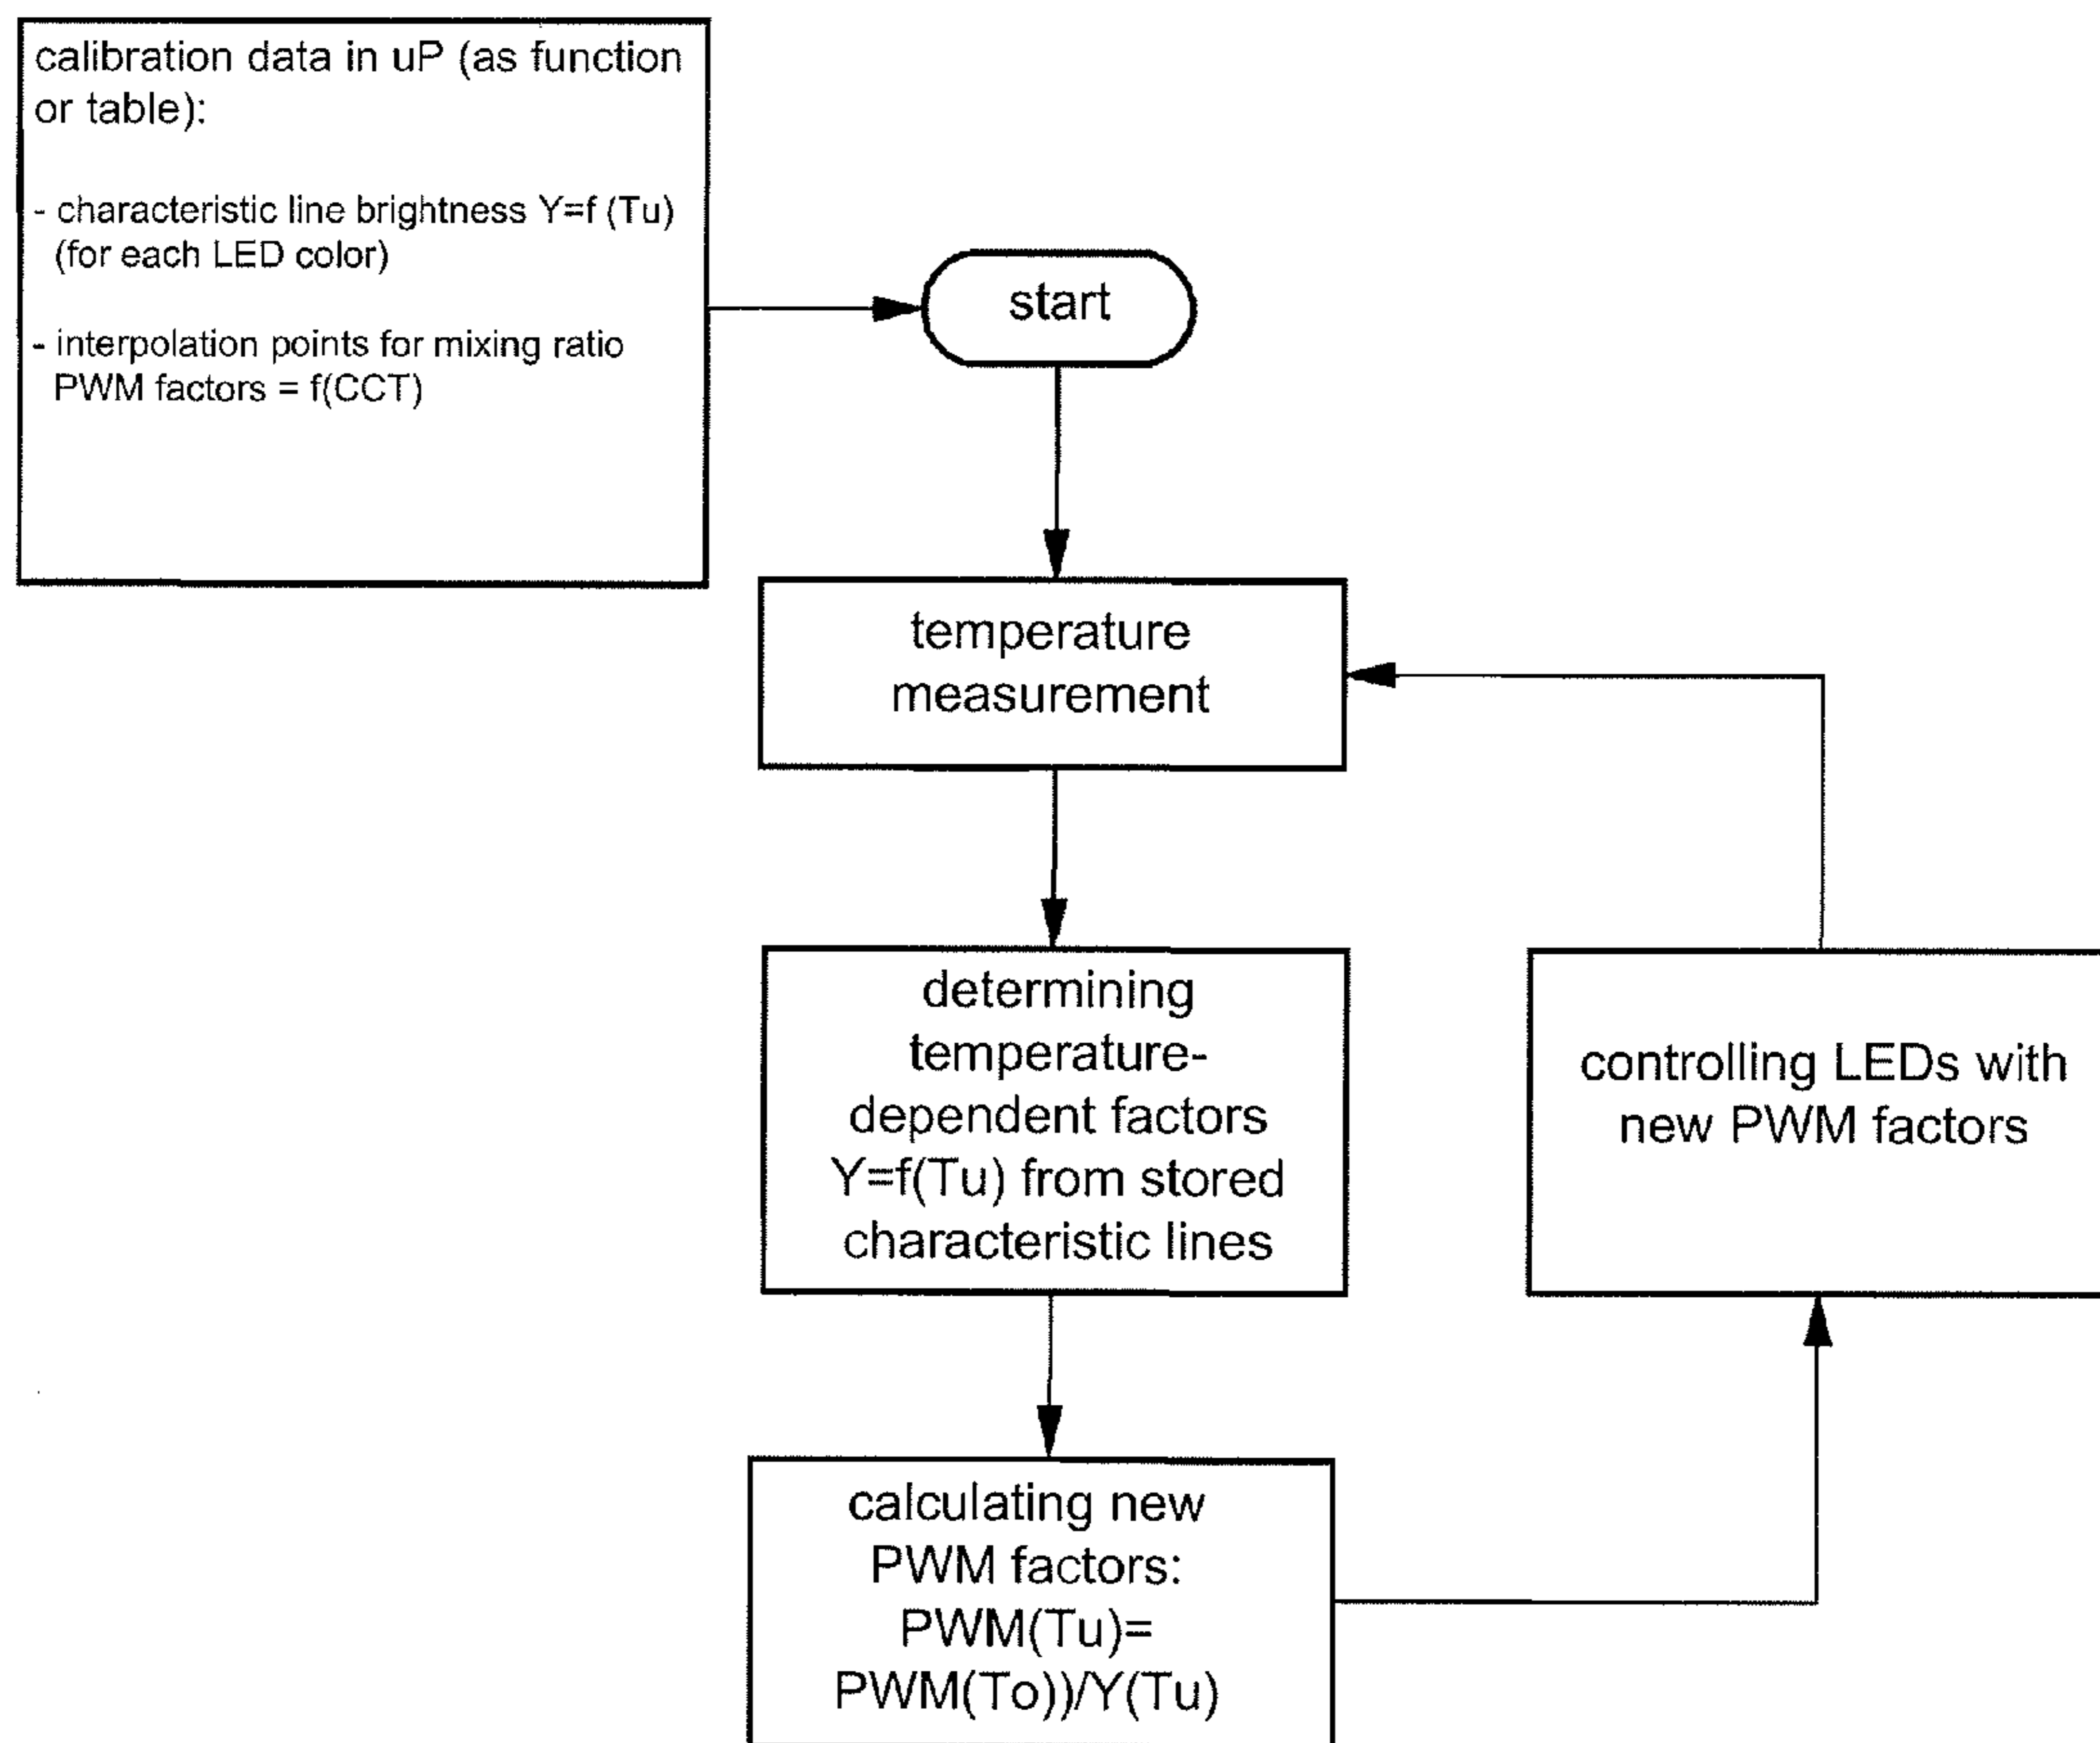 calibration data in uP (as function
or table):
- characteristic line brightness Y=f (Tu)
(for each LED color)
- interpolation points for mixing ratio
PWM factors = f(CCT)
start
temperature
measurement
determining
temperature-
dependent factors
Y=f(Tu) from stored
characteristic lines
calculating new
PWM factors:
PWM(Tu)=
PWM(To))/Y(Tu)
controlling LEDs with
new PWM factors